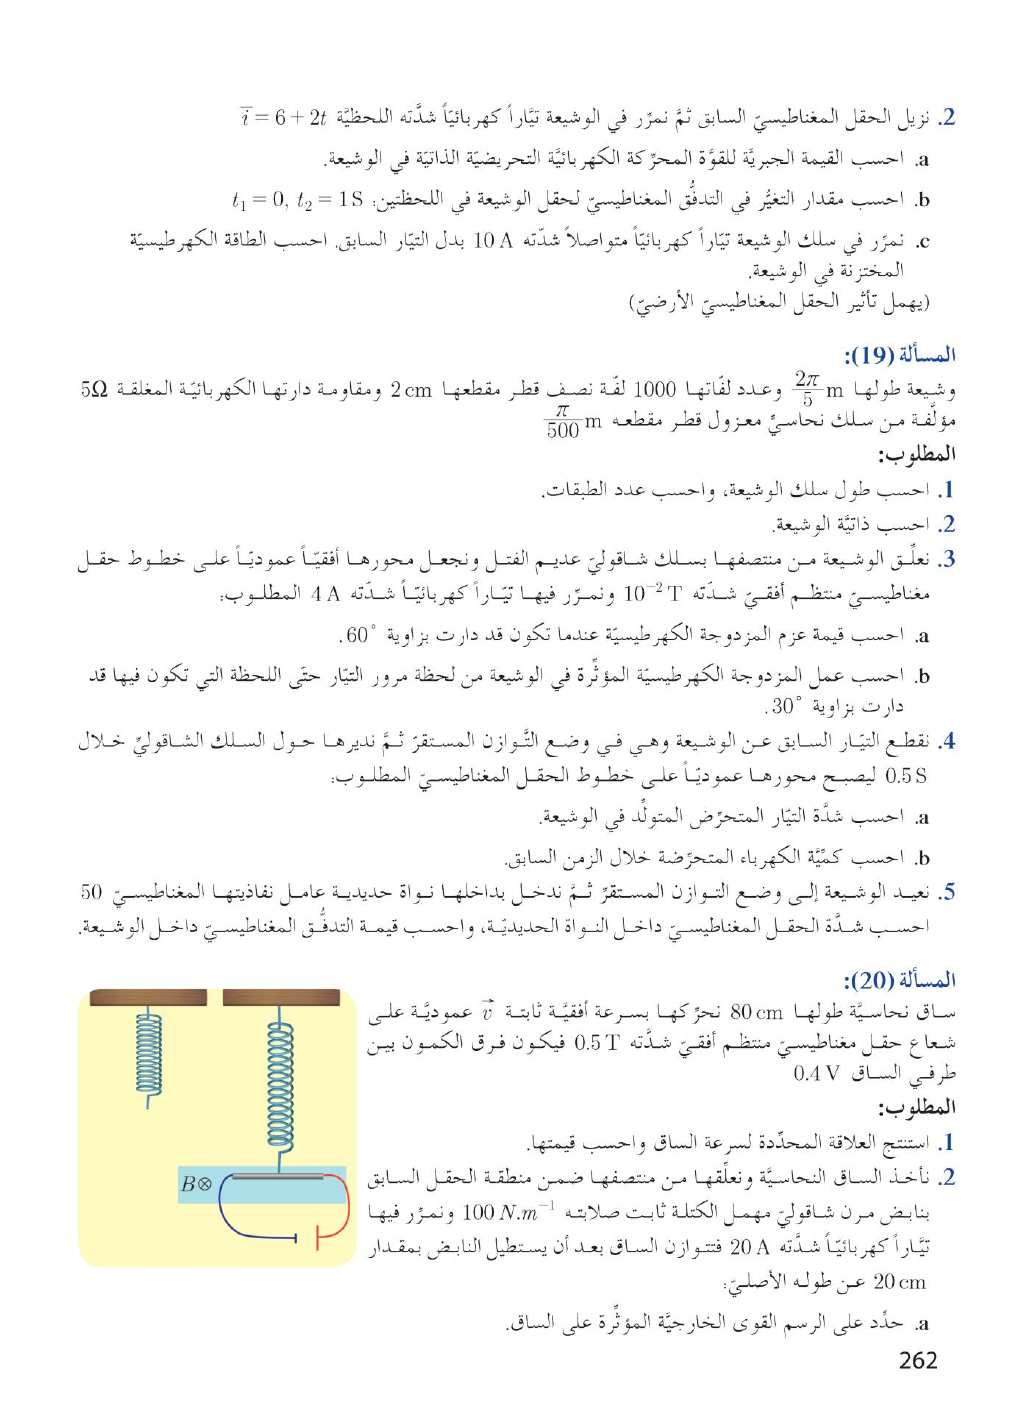 2. نزيل الحقل المغناطيسيّ السابق ثمَّ نمرّر في الوشيعة تيَّاراً كهربائيَّاً شدَّته اللحظيَّة i̅ = 6 + 2t.
a. احسب القيمة الجبريَّة للقوَّة المحرّكة الكهربائيَّة التحريضيَّة الذاتيَّة في الوشيعة.
b. احسب مقدار التغيُّر في التدفُّق المغناطيسيّ لحقل الوشيعة في اللحظتين: t₁ = 0, t₂ = 1 S
c. نمرّر في سلك الوشيعة تيَّاراً كهربائيَّاً متواصلاً شدَّته 10 A بدل التيَّار السابق. احسب الطاقة الكهرطيسيَّة
المختزنة في الوشيعة.
(يهمل تأثير الحقل المغناطيسيّ الأرضيّ)
المسألة (19):
وشيعة طولها 2π/5 m وعدد لفَّاتها 1000 لفَّة نصف قطر مقطعها 2 cm ومقاومة دارتها الكهربائيَّة المغلقة 5Ω
مؤلَّفة من سلك نحاسيّ معزول قطر مقطعه π/500 m
المطلوب:
1. احسب طول سلك الوشيعة، واحسب عدد الطبقات.
2. احسب ذاتيَّة الوشيعة.
3. نعلّق الوشيعة من منتصفها بسلك شاقوليّ عديم الفتل ونجعل محورها أفقيَّاً عموديَّاً على خطوط حقل
مغناطيسيّ منتظم أفقيّ شدَّته 10⁻² T ونمرّر فيها تيَّاراً كهربائيَّاً شدَّته 4 A المطلوب:
a. احسب قيمة عزم المزدوجة الكهرطيسيَّة عندما تكون قد دارت بزاوية 60°.
b. احسب عمل المزدوجة الكهرطيسيَّة المؤثّرة في الوشيعة من لحظة مرور التيَّار حتَّى اللحظة التي تكون فيها قد
دارت بزاوية 30°.
4. نقطع التيَّار السابق عن الوشيعة وهي في وضع التَّوازن المستقرّ ثمَّ نديرها حول السلك الشاقوليّ خلال
0.5 S ليصبح محورها عموديَّاً على خطوط الحقل المغناطيسيّ المطلوب:
a. احسب شدَّة التيَّار المتحرّض المتولّد في الوشيعة.
b. احسب كمّيَّة الكهرباء المتحرّضة خلال الزمن السابق.
5. نعيد الوشيعة إلى وضع التوازن المستقرّ ثمَّ ندخل بداخلها نواة حديدية عامل نفاذيتها المغناطيسيّ 50
احسب شدَّة الحقل المغناطيسيّ داخل النواة الحديديَّة، واحسب قيمة التدفُّق المغناطيسيّ داخل الوشيعة.
المسألة (20):
ساق نحاسيَّة طولها 80 cm نحرّكها بسرعة أفقيَّة ثابتة v⃗ عموديَّة على
شعاع حقل مغناطيسيّ منتظم أفقيّ شدَّته 0.5 T فيكون فرق الكمون بين
طرفي الساق 0.4 V
المطلوب:
1. استنتج العلاقة المحدِّدة لسرعة الساق واحسب قيمتها.
2. نأخذ الساق النحاسيَّة ونعلّقها من منتصفها ضمن منطقة الحقل السابق
بنابض مرن شاقوليّ مهمل الكتلة ثابت صلابته 100 N.m⁻¹ ونمرّر فيها
تيَّاراً كهربائيَّاً شدَّته 20 A فتتوازن الساق بعد أن يستطيل النابض بمقدار
20 cm عن طوله الأصليّ:
a. حدّد على الرسم القوى الخارجيَّة المؤثّرة على الساق.
B⊗
262